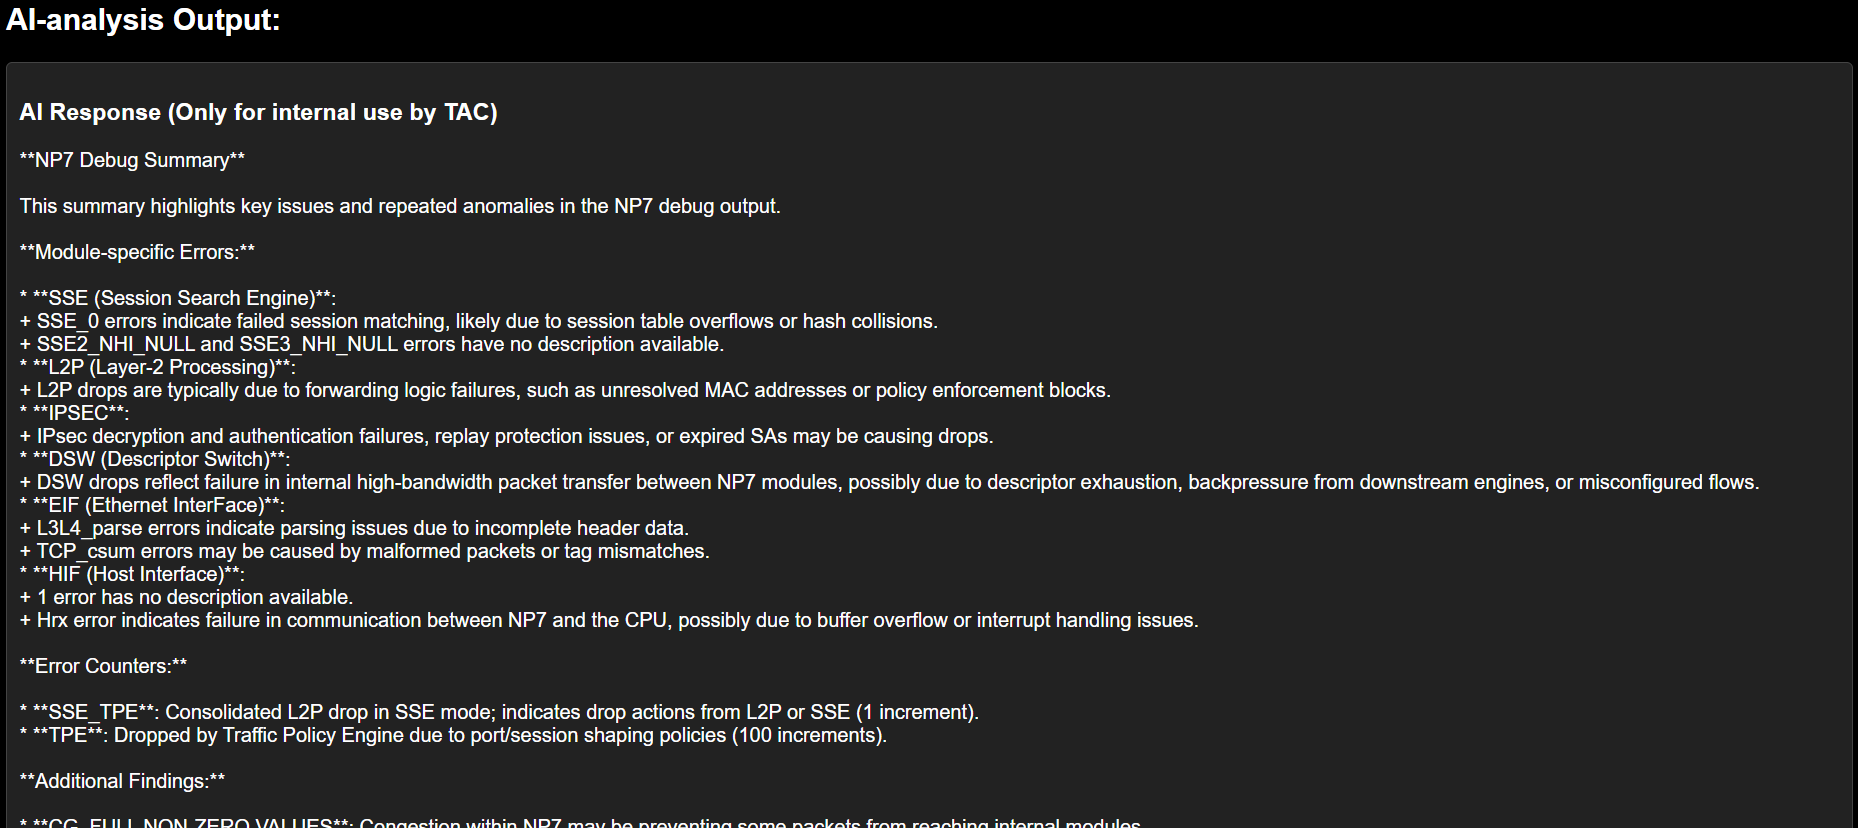 AI-analysis Output:
AI Response (Only for internal use by TAC)
**NP7 Debug Summary**
This summary highlights key issues and repeated anomalies in the NP7 debug output.
**Module-specific Errors:**
* **SSE (Session Search Engine)**:
+ SSE_0 errors indicate failed session matching, likely due to session table overflows or hash collisions.
+ SSE2_NHI_NULL and SSE3_NHI_NULL errors have no description available.
* **L2P (Layer-2 Processing)**:
+ L2P drops are typically due to forwarding logic failures, such as unresolved MAC addresses or policy enforcement blocks.
* **IPSEC**:
+ IPsec decryption and authentication failures, replay protection issues, or expired SAs may be causing drops.
* **DSW (Descriptor Switch)**:
+ DSW drops reflect failure in internal high-bandwidth packet transfer between NP7 modules, possibly due to descriptor exhaustion, backpressure from downstream engines, or misconfigured flows.
* **EIF (Ethernet InterFace)**:
+ L3L4_parse errors indicate parsing issues due to incomplete header data.
+ TCP_csum errors may be caused by malformed packets or tag mismatches.
* **HIF (Host Interface)**:
+ 1 error has no description available.
+ Hrx error indicates failure in communication between NP7 and the CPU, possibly due to buffer overflow or interrupt handling issues.
**Error Counters:**
* **SSE_TPE**: Consolidated L2P drop in SSE mode; indicates drop actions from L2P or SSE (1 increment).
* **TPE**: Dropped by Traffic Policy Engine due to port/session shaping policies (100 increments).
**Additional Findings:**
* **CG_FULL NON-ZERO VALUES**: Congestion within NP7 may be preventing some packets from reaching internal modules